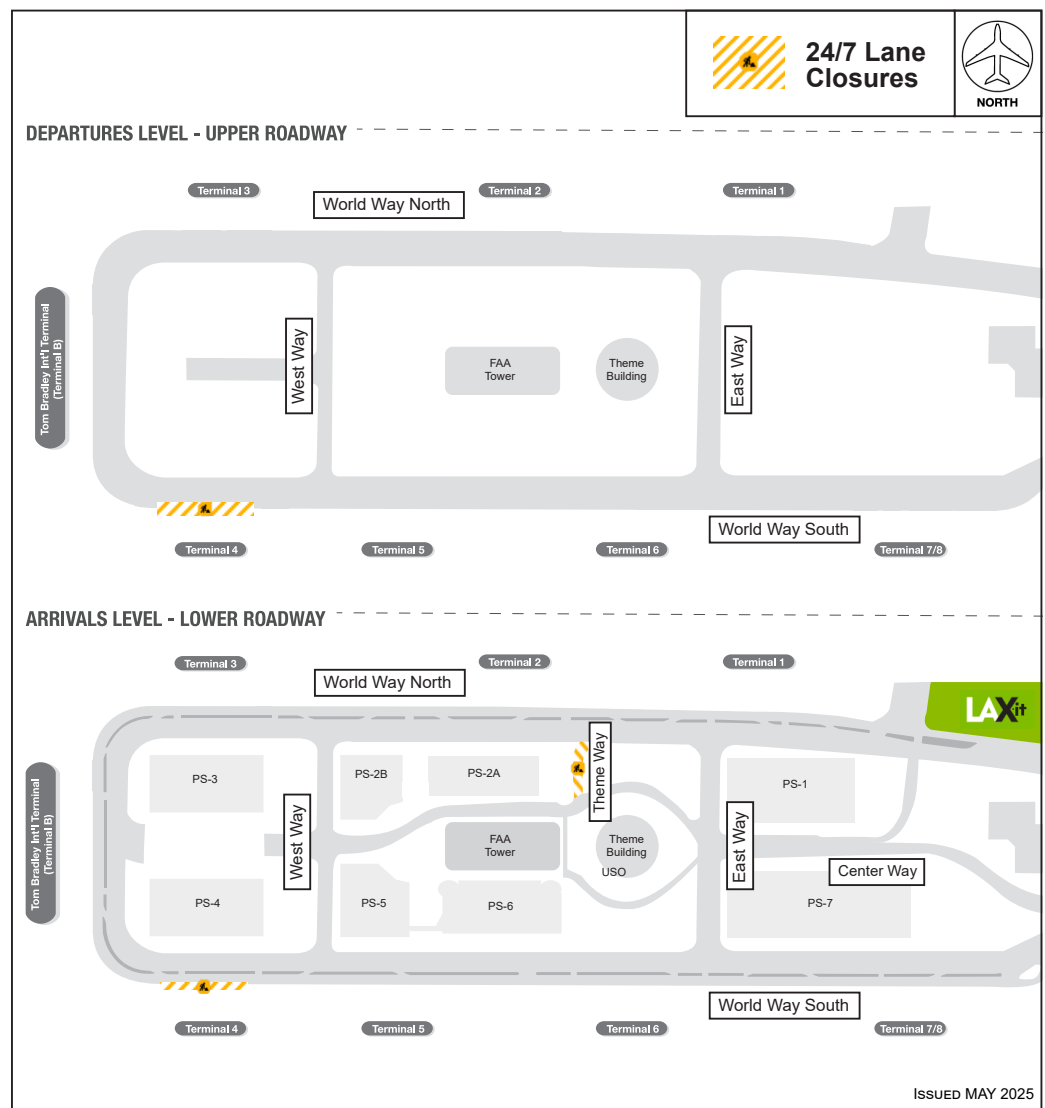 24/7 Lane
Closures
NORTH
DEPARTURES LEVEL - UPPER ROADWAY
Terminal 3
World Way North
Terminal 2
Terminal 1
Tom Bradley Int'l Terminal
(Terminal B)
West Way
FAA
Tower
Theme
Building
East Way
World Way South
Terminal 4
Terminal 5
Terminal 6
Terminal 7/8
ARRIVALS LEVEL - LOWER ROADWAY
Terminal 3
World Way North
Terminal 2
Terminal 1
LAXit
Tom Bradley Int'l Terminal
(Terminal B)
PS-3
PS-2B
PS-2A
Theme Way
PS-1
West Way
FAA
Tower
Theme
Building
USO
East Way
Center Way
PS-4
PS-5
PS-6
PS-7
World Way South
Terminal 4
Terminal 5
Terminal 6
Terminal 7/8
ISSUED MAY 2025